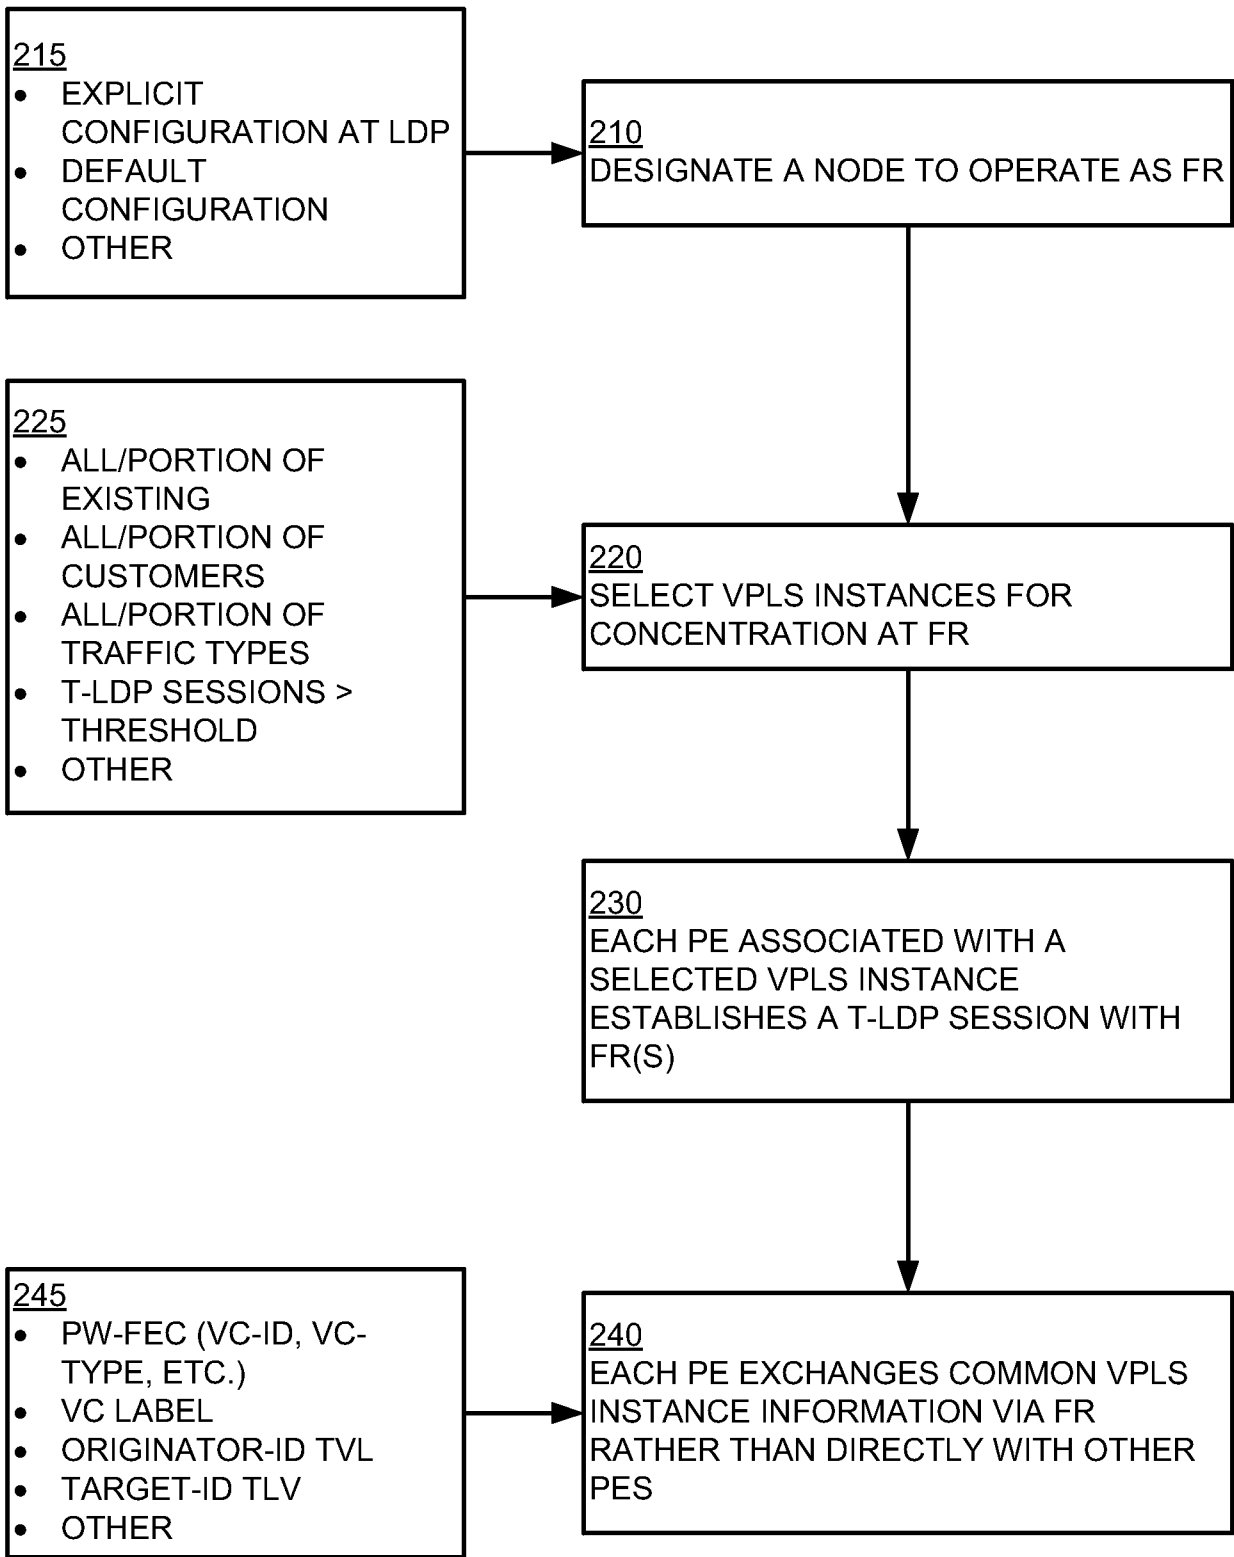 215
• EXPLICIT
CONFIGURATION AT LDP
• DEFAULT
CONFIGURATION
• OTHER
210
DESIGNATE A NODE TO OPERATE AS FR
225
• ALL/PORTION OF
EXISTING
• ALL/PORTION OF
CUSTOMERS
• ALL/PORTION OF
TRAFFIC TYPES
• T-LDP SESSIONS >
THRESHOLD
• OTHER
220
SELECT VPLS INSTANCES FOR
CONCENTRATION AT FR
230
EACH PE ASSOCIATED WITH A
SELECTED VPLS INSTANCE
ESTABLISHES A T-LDP SESSION WITH
FR(S)
245
• PW-FEC (VC-ID, VC-
TYPE, ETC.)
• VC LABEL
• ORIGINATOR-ID TVL
• TARGET-ID TLV
• OTHER
240
EACH PE EXCHANGES COMMON VPLS
INSTANCE INFORMATION VIA FR
RATHER THAN DIRECTLY WITH OTHER
PES